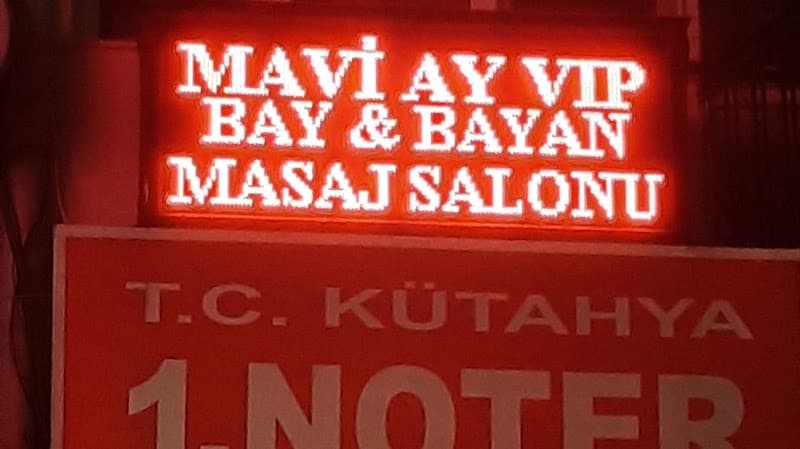 MAVİ AY VIP
BAY & BAYAN
MASAJ SALONU
T.C. KÜTAHYA
1.NOTER